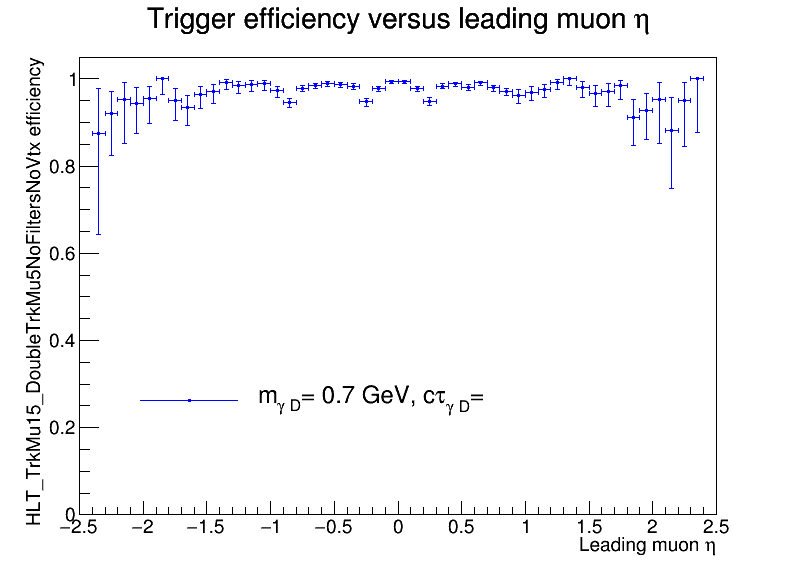 Trigger efficiency versus leading muon η
HLT_TrkMu15_DoubleTrkMu5NoFiltersNoVtx efficiency
1
0.8
0.6
0.4
0.2
0
m_γ D= 0.7 GeV, cτ_γ D=
−2.5 −2 −1.5 −1 −0.5 0 0.5 1 1.5 2 2.5
Leading muon η